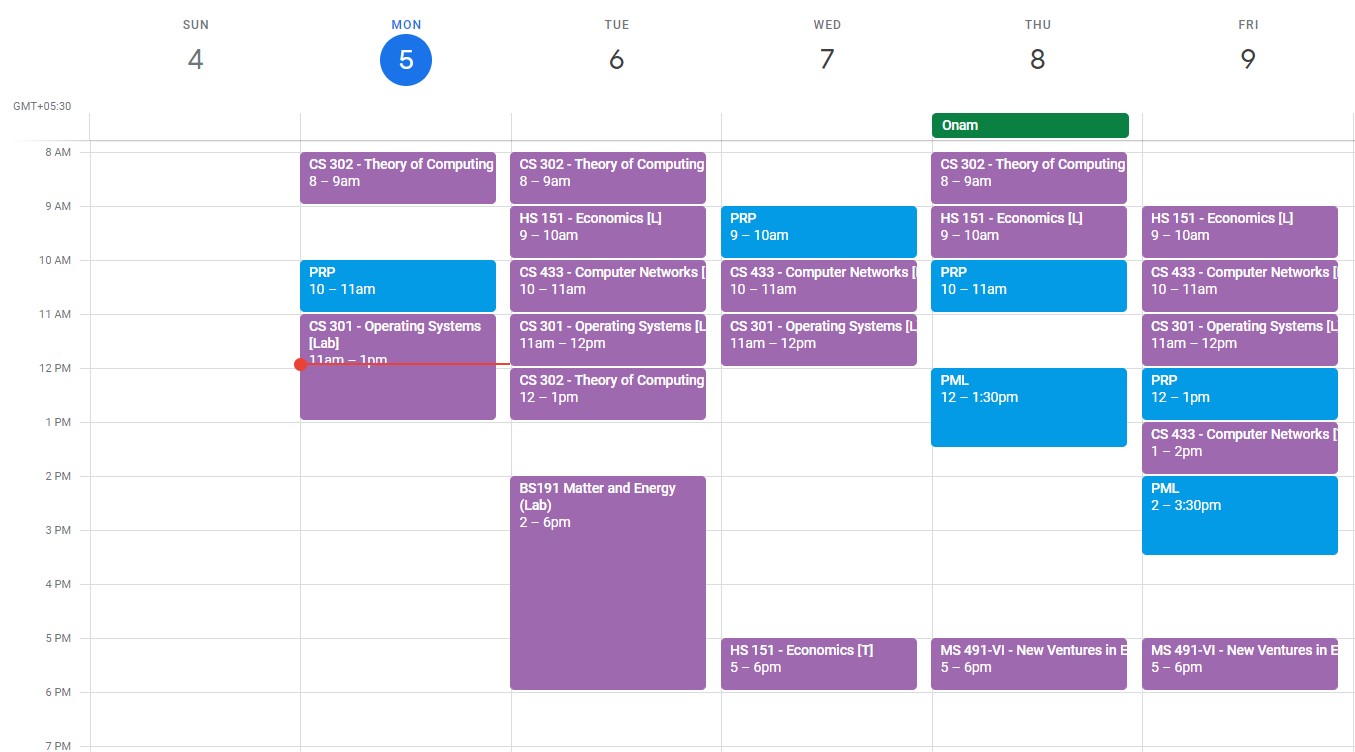 SUN
MON
TUE
WED
THU
FRI
4
5
6
7
8
9
GMT+05:30
Onam
8 AM
9 AM
10 AM
11 AM
12 PM
1 PM
2 PM
3 PM
4 PM
5 PM
6 PM
7 PM
CS 302 - Theory of Computing
8 – 9am
PRP
10 – 11am
CS 301 - Operating Systems
[Lab]
11am – 1pm
CS 302 - Theory of Computing
8 – 9am
HS 151 - Economics [L]
9 – 10am
CS 433 - Computer Networks [
10 – 11am
CS 301 - Operating Systems [L
11am – 12pm
CS 302 - Theory of Computing
12 – 1pm
BS191 Matter and Energy
(Lab)
2 – 6pm
PRP
9 – 10am
CS 433 - Computer Networks [
10 – 11am
CS 301 - Operating Systems [L
11am – 12pm
HS 151 - Economics [T]
5 – 6pm
CS 302 - Theory of Computing
8 – 9am
HS 151 - Economics [L]
9 – 10am
PRP
10 – 11am
PML
12 – 1:30pm
MS 491-VI - New Ventures in E
5 – 6pm
HS 151 - Economics [L]
9 – 10am
CS 433 - Computer Networks [
10 – 11am
CS 301 - Operating Systems [L
11am – 12pm
PRP
12 – 1pm
CS 433 - Computer Networks [
1 – 2pm
PML
2 – 3:30pm
MS 491-VI - New Ventures in E
5 – 6pm